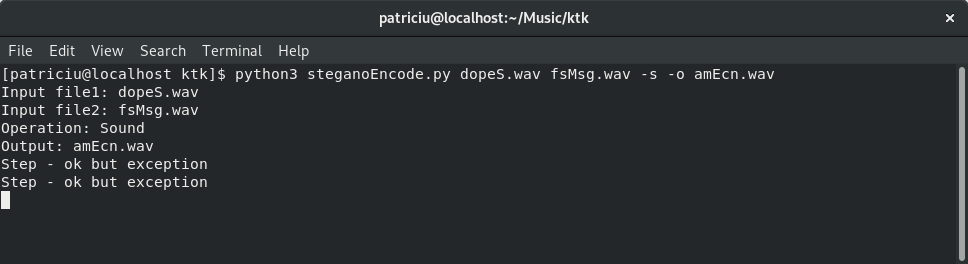 patriciu@localhost:~/Music/ktk
File Edit View Search Terminal Help
[patriciu@localhost ktk]$ python3 steganoEncode.py dopeS.wav fsMsg.wav -s -o amEcn.wav
Input file1: dopeS.wav
Input file2: fsMsg.wav
Operation: Sound
Output: amEcn.wav
Step - ok but exception
Step - ok but exception